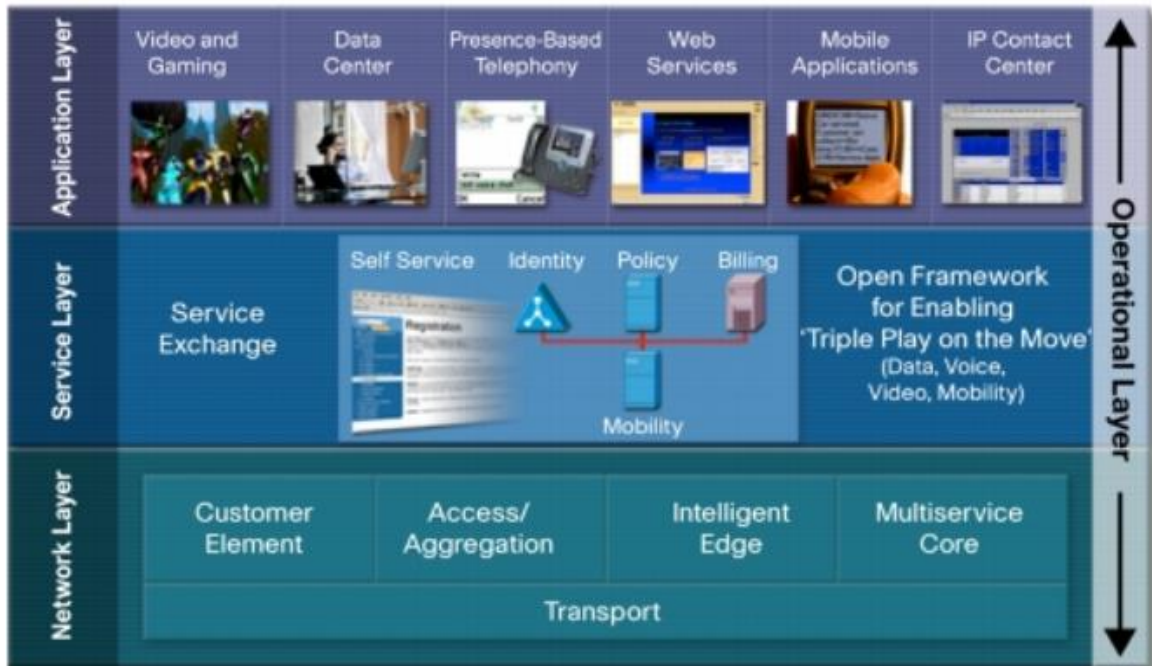 Application Layer
Video and
Gaming
Data
Center
Presence-Based
Telephony
Web
Services
Mobile
Applications
IP Contact
Center
Cancel
Service Layer
Service
Exchange
Self Service
Identity
Policy
Billing
Registration
Mobility
Open Framework
for Enabling
'Triple Play on the Move'
(Data, Voice,
Video, Mobility)
Network Layer
Customer
Element
Access/
Aggregation
Intelligent
Edge
Multiservice
Core
Transport
Operational Layer